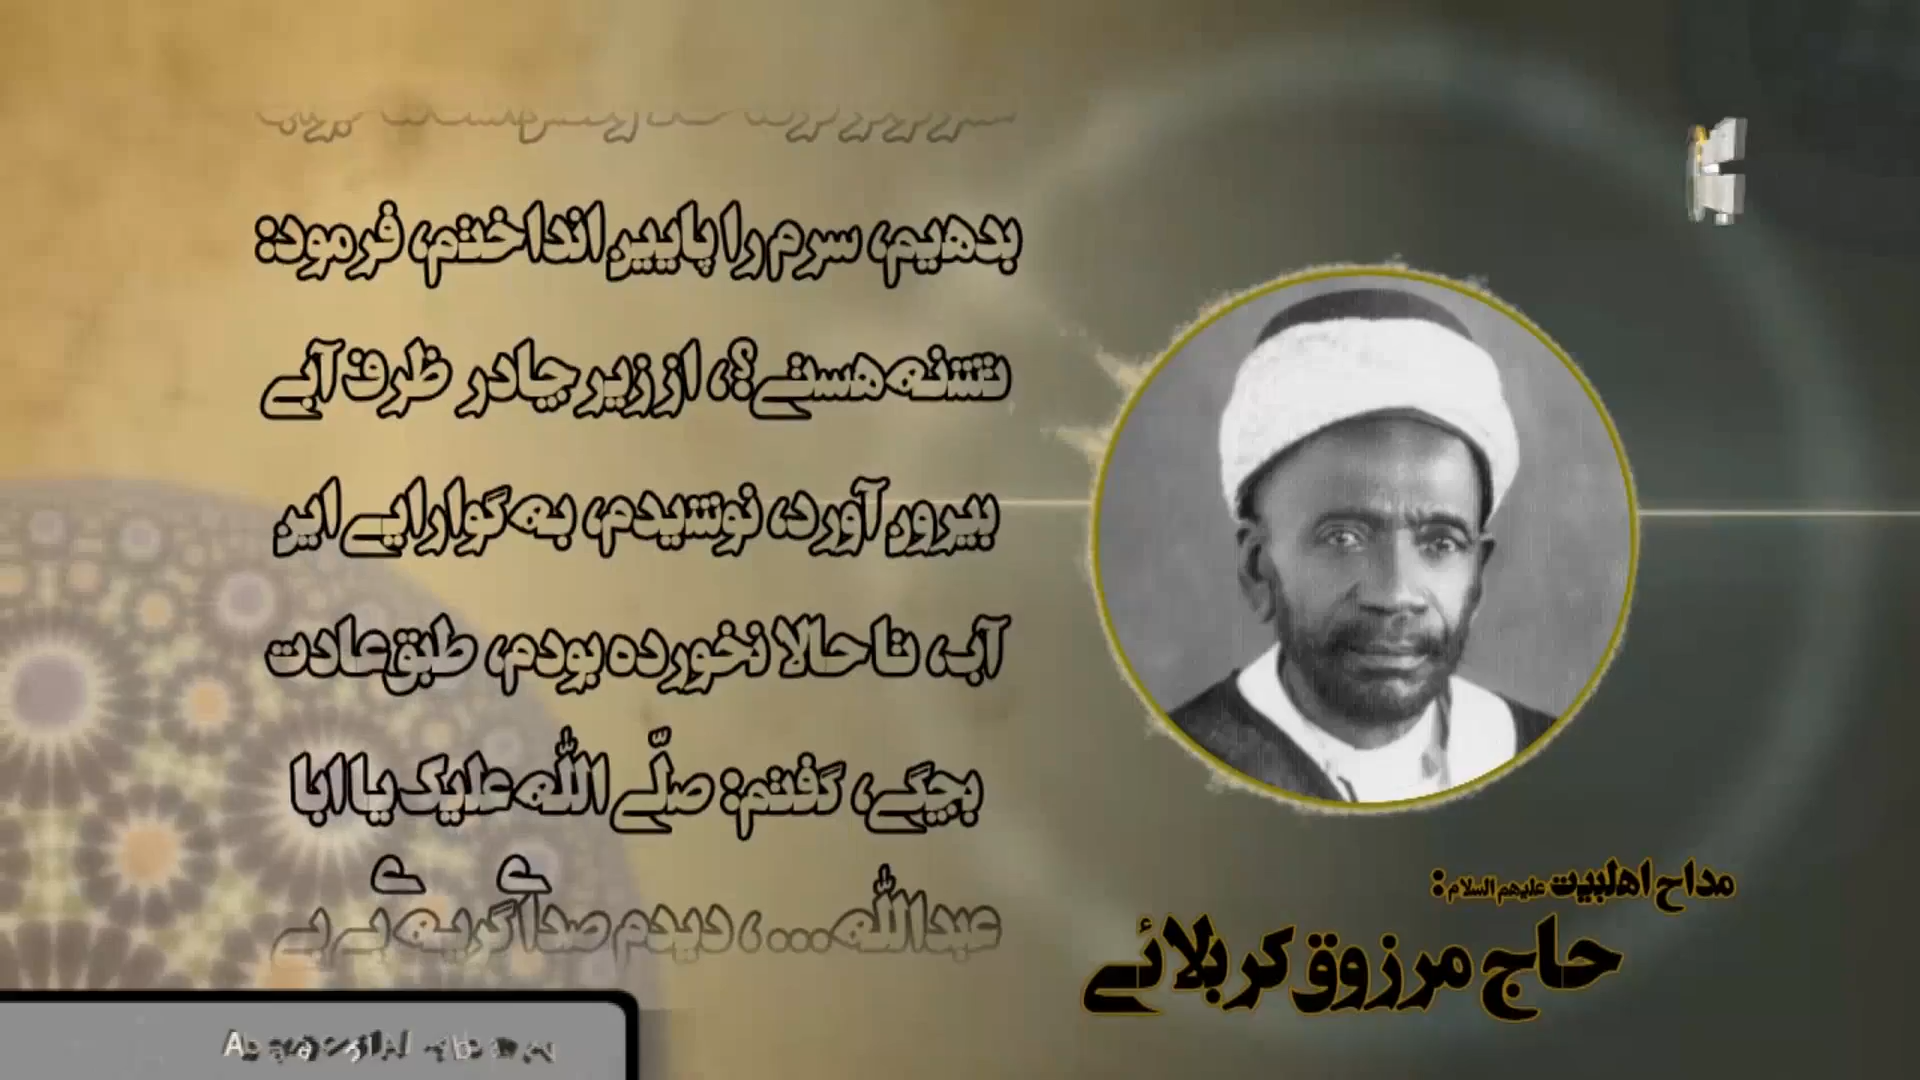 بدهیم، سرم را پایین انداختم، فرمود:
تشنه هستی؟، از زیر چادر ظرف آبی
بیرون آورد، نوشیدم، به گوارایی این
آب، تا حالا نخورده بودم، طبق عادت
بچگی، گفتم: صلّی الله علیک یا ابا
عبدالله...، دیدم صدای گریه ی بی بی
مداح اهلبیت علیهم السلام:
حاج مرزوق کربلائی